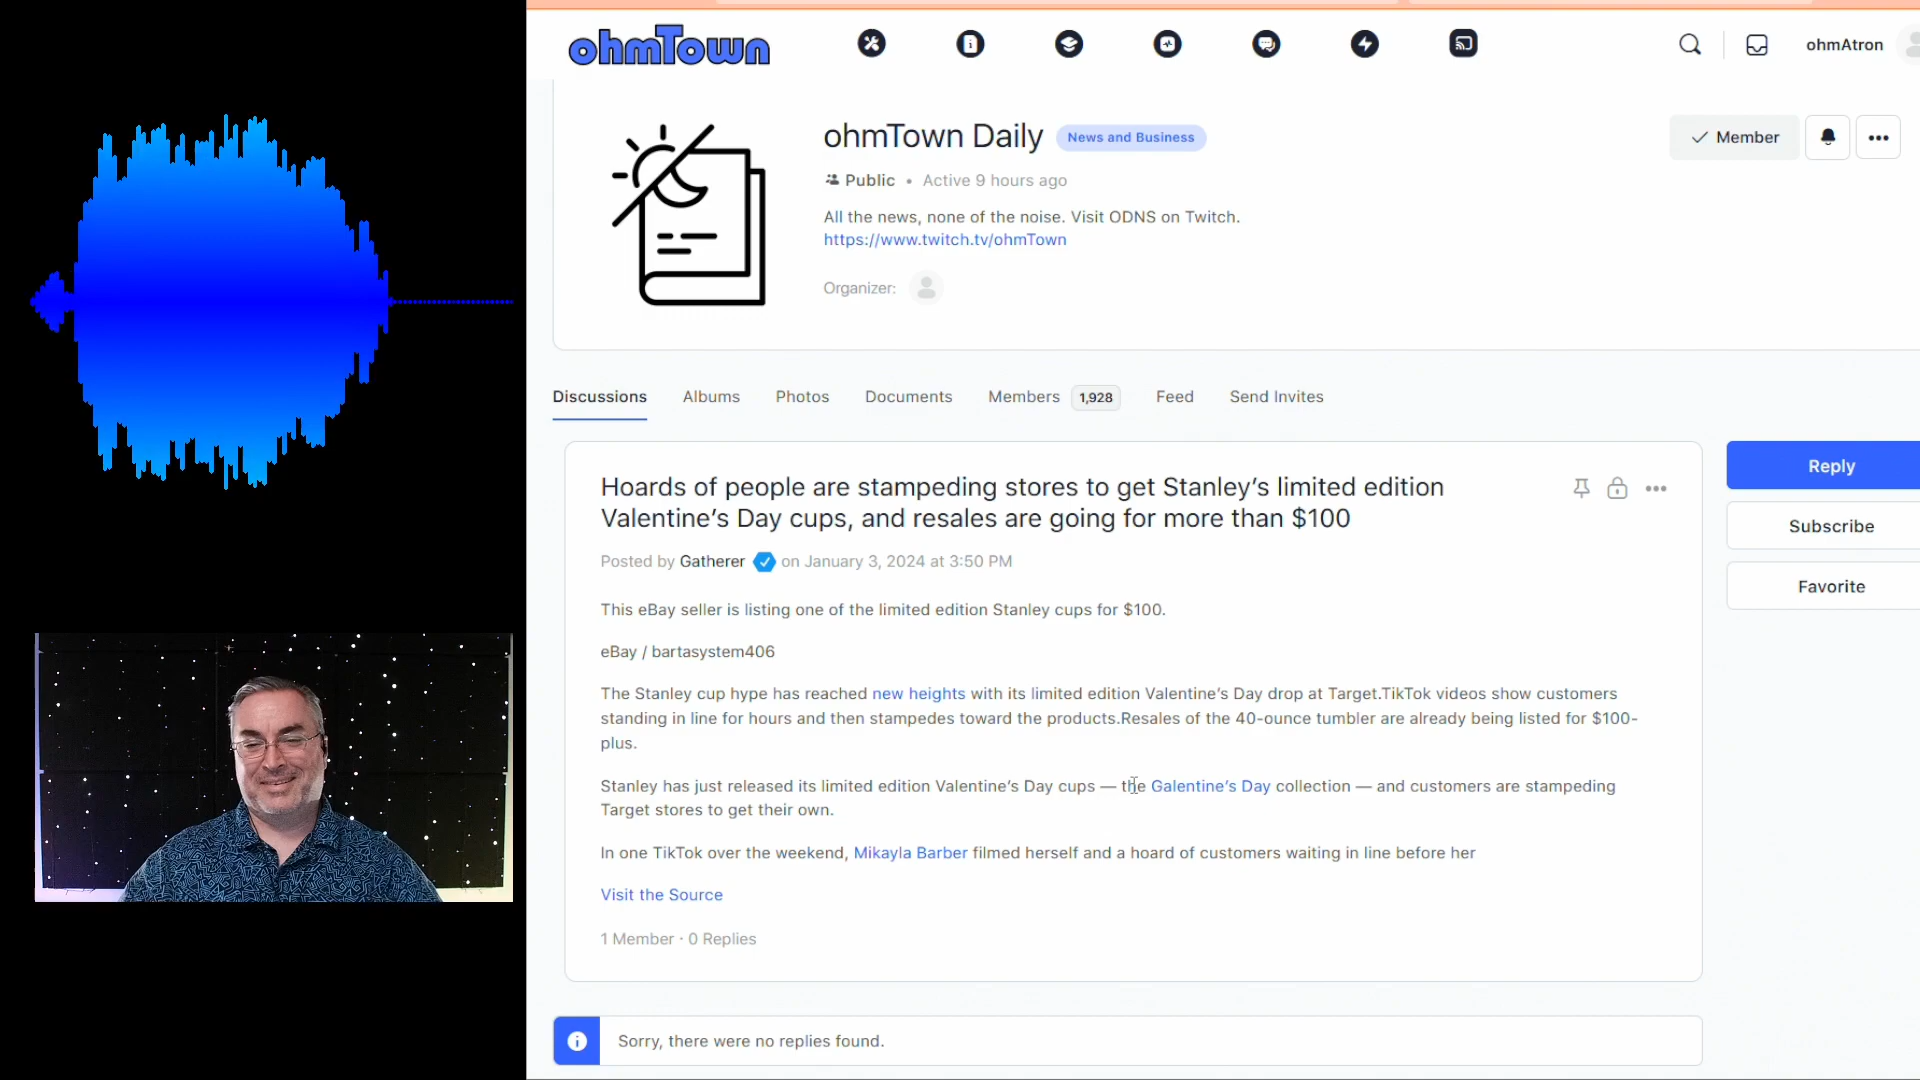 ohmTown
ohmAtron
ohmTown Daily
News and Business
Member
Public • Active 9 hours ago
All the news, none of the noise. Visit ODNS on Twitch.
https://www.twitch.tv/ohmTown
Organizer:
Discussions Albums Photos Documents Members 1,928 Feed Send Invites
Hoards of people are stampeding stores to get Stanley’s limited edition
Valentine’s Day cups, and resales are going for more than $100
Posted by Gatherer on January 3, 2024 at 3:50 PM
This eBay seller is listing one of the limited edition Stanley cups for $100.
eBay / bartasystem406
The Stanley cup hype has reached new heights with its limited edition Valentine’s Day drop at Target.TikTok videos show customers
standing in line for hours and then stampedes toward the products.Resales of the 40-ounce tumbler are already being listed for $100-
plus.
Stanley has just released its limited edition Valentine’s Day cups — the Galentine’s Day collection — and customers are stampeding
Target stores to get their own.
In one TikTok over the weekend, Mikayla Barber filmed herself and a hoard of customers waiting in line before her
Visit the Source
1 Member · 0 Replies
Reply
Subscribe
Favorite
Sorry, there were no replies found.